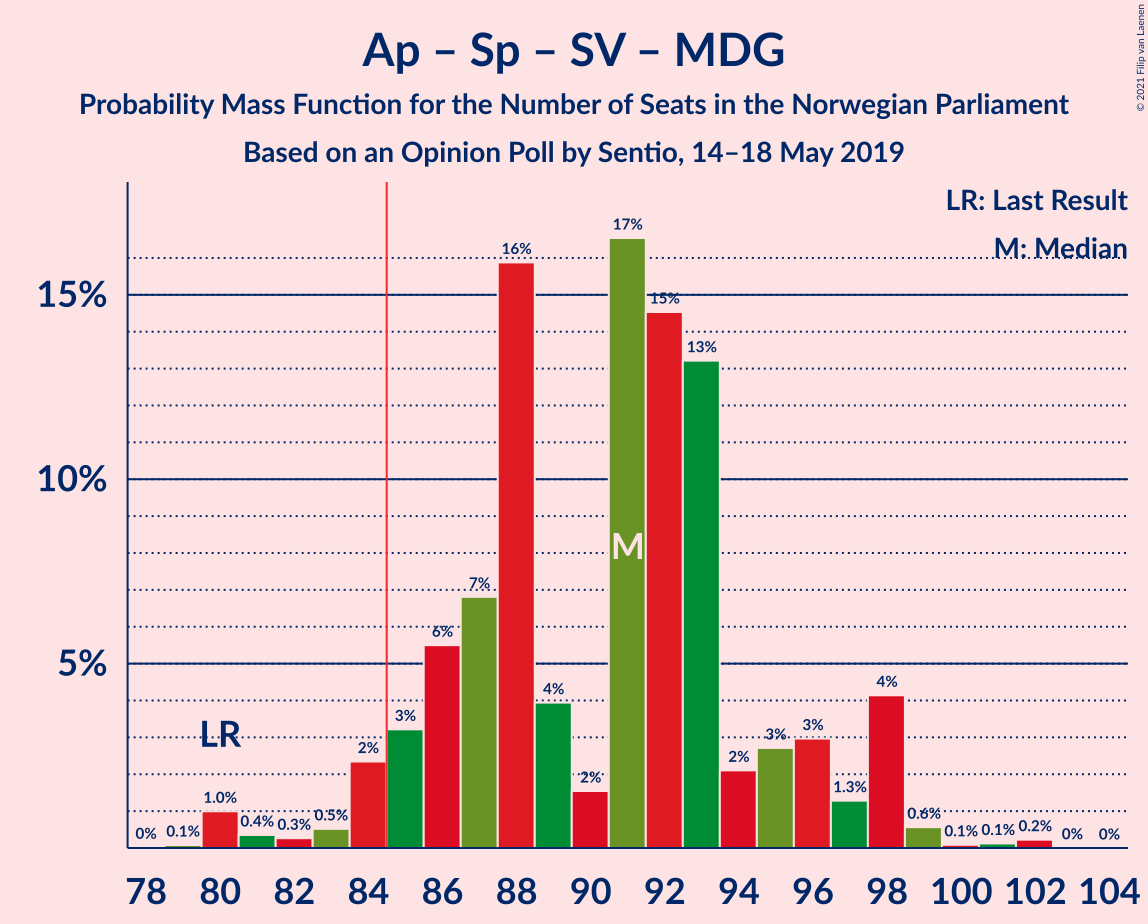 Ap – Sp – SV – MDG
Probability Mass Function for the Number of Seats in the Norwegian Parliament
Based on an Opinion Poll by Sentio, 14–18 May 2019
© 2021 Filip van Laenen
LR: Last Result
M: Median
15%
10%
5%
LR
M
0% 0.1% 1.0% 0.4% 0.3% 0.5% 2% 3% 6% 7% 16% 4% 2% 17% 15% 13% 2% 3% 3% 1.3% 4% 0.6% 0.1% 0.1% 0.2% 0% 0%
78 80 82 84 86 88 90 92 94 96 98 100 102 104